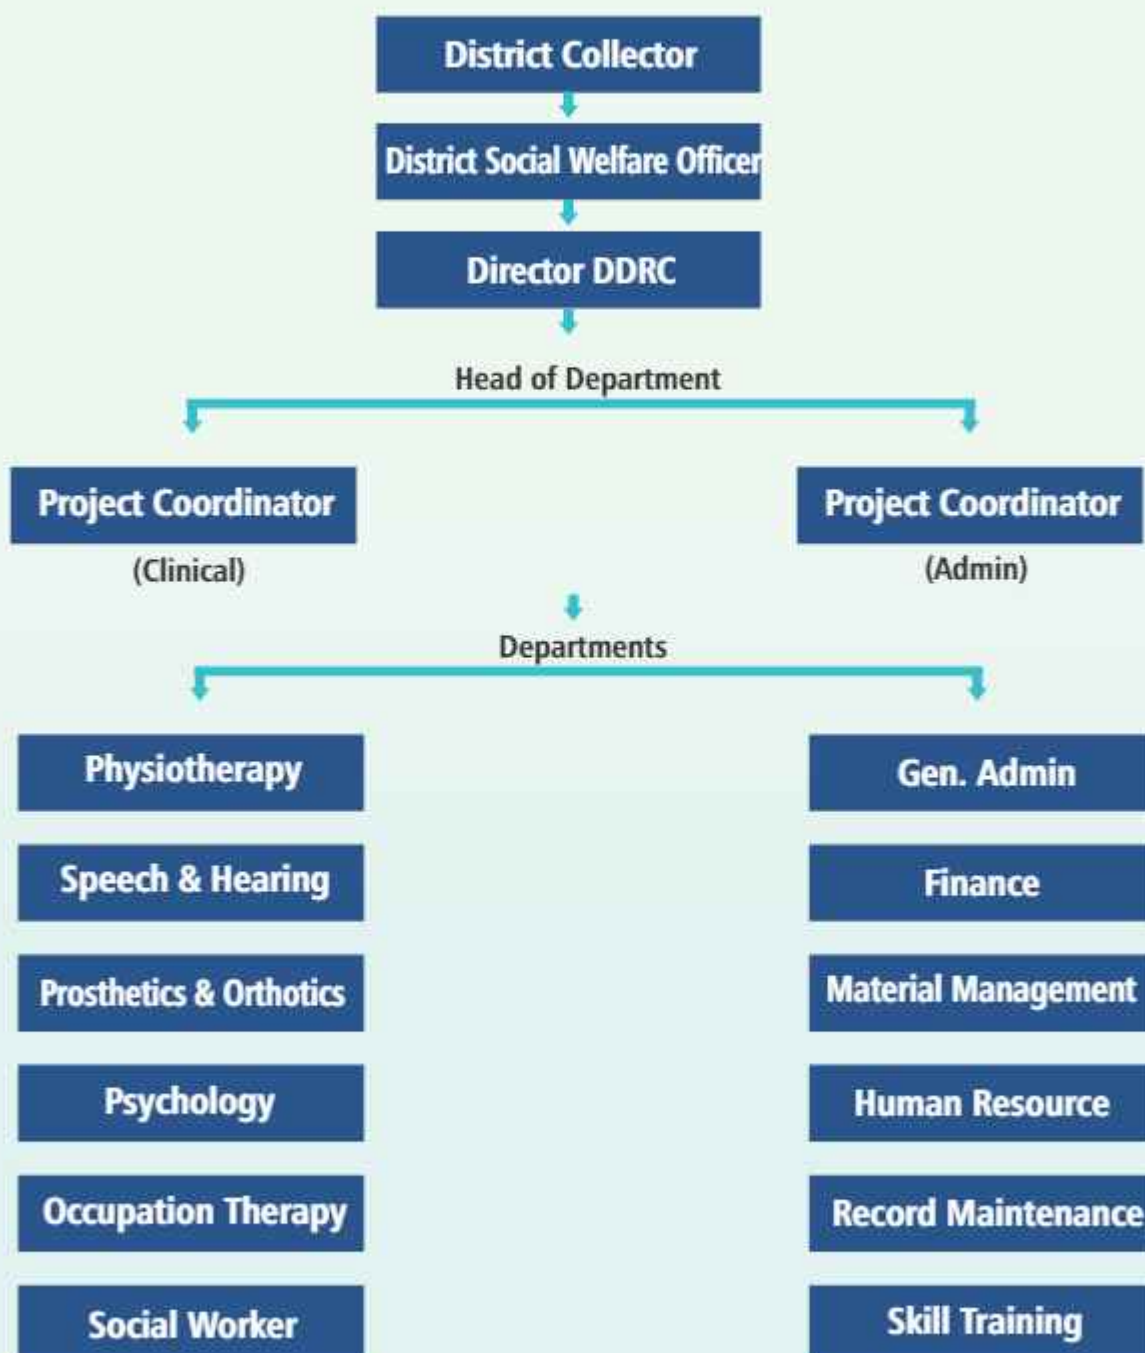 District Collector
District Social Welfare Officer
Director DDRC
Head of Department
Project Coordinator
(Clinical)
Project Coordinator
(Admin)
Departments
Physiotherapy
Speech & Hearing
Prosthetics & Orthotics
Psychology
Occupation Therapy
Social Worker
Gen. Admin
Finance
Material Management
Human Resource
Record Maintenance
Skill Training